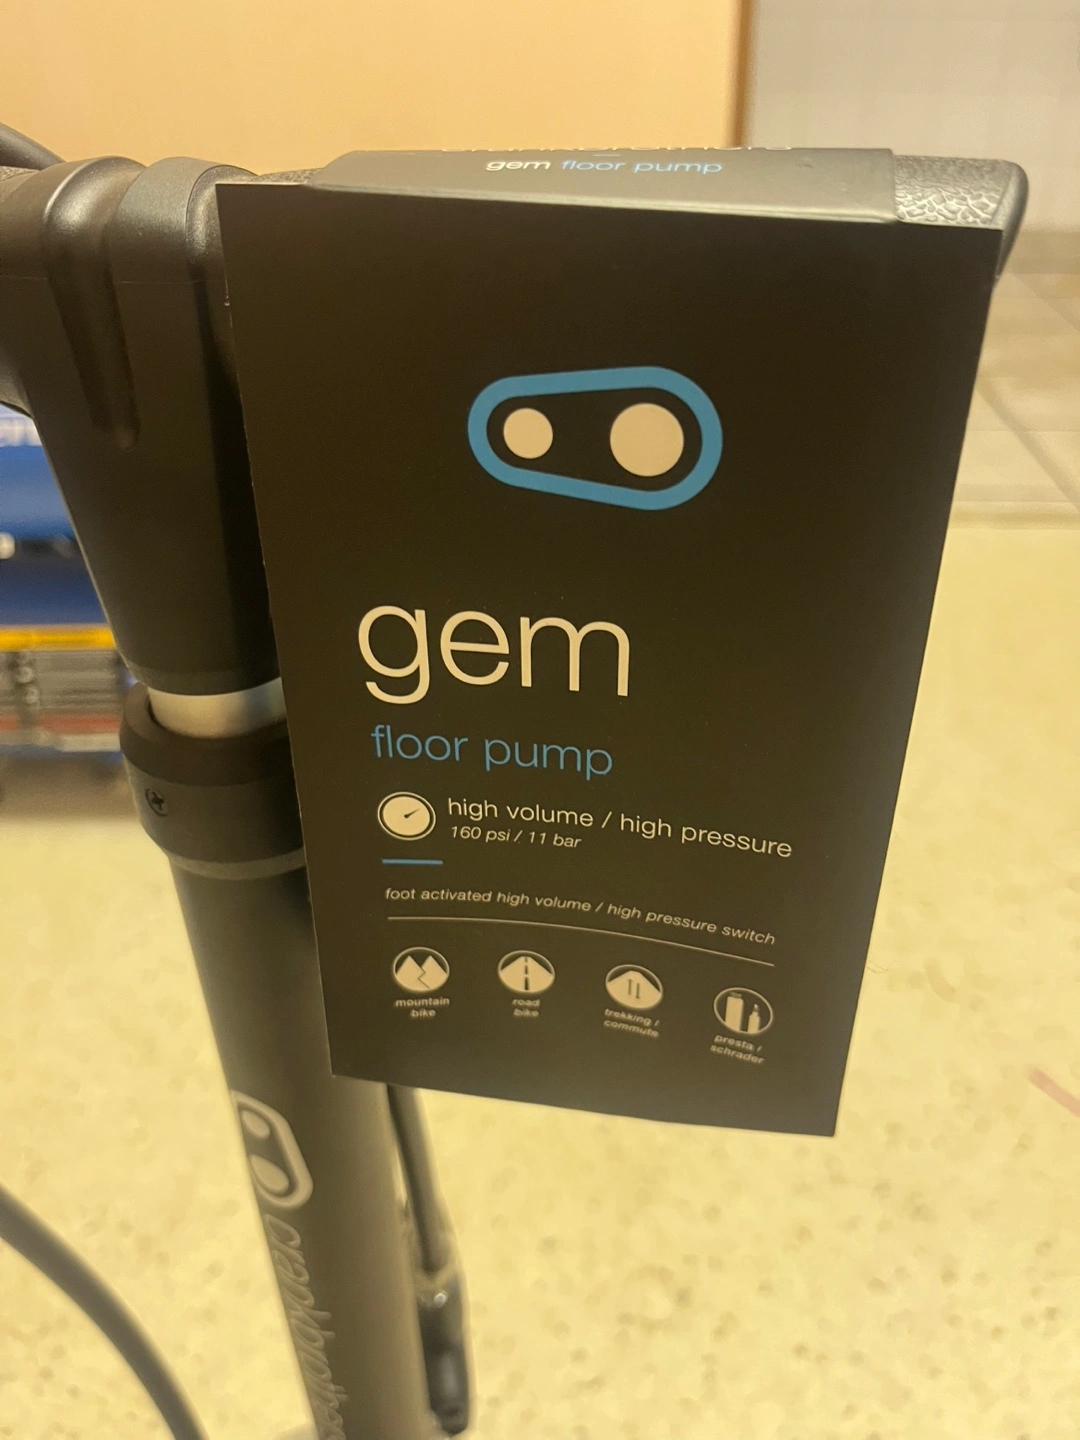 gem floor pump
gem
floor pump
high volume / high pressure
160 psi / 11 bar
foot activated high volume / high pressure switch
mountain
bike
road
bike
trekking /
commute
presta /
schrader
crankbrothers